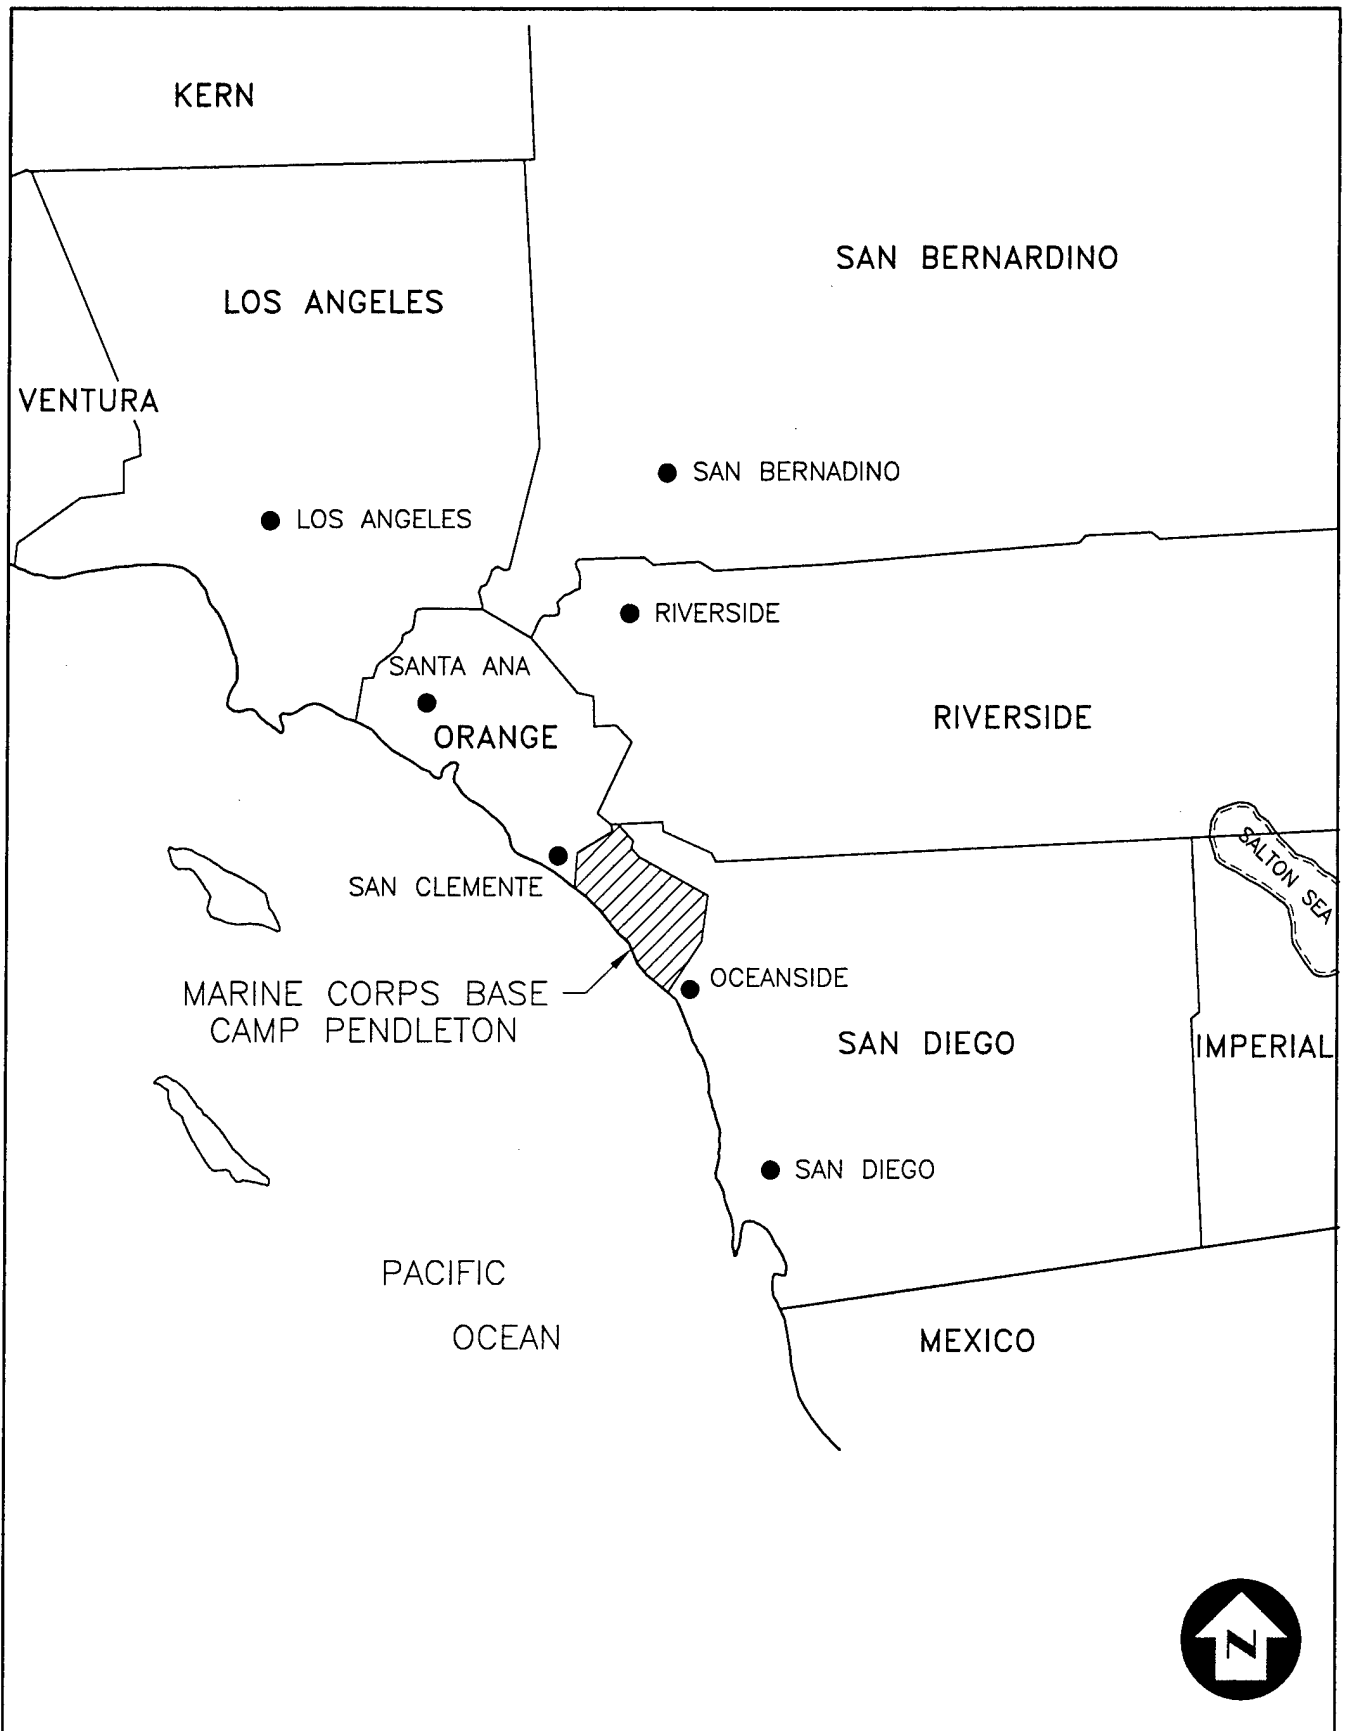 KERN
SAN BERNARDINO
LOS ANGELES
VENTURA
SAN BERNADINO
LOS ANGELES
RIVERSIDE
SANTA ANA
RIVERSIDE
ORANGE
SALTON SEA
SAN CLEMENTE
OCEANSIDE
MARINE CORPS BASE
CAMP PENDLETON
SAN DIEGO
IMPERIAL
SAN DIEGO
PACIFIC
OCEAN
MEXICO
N